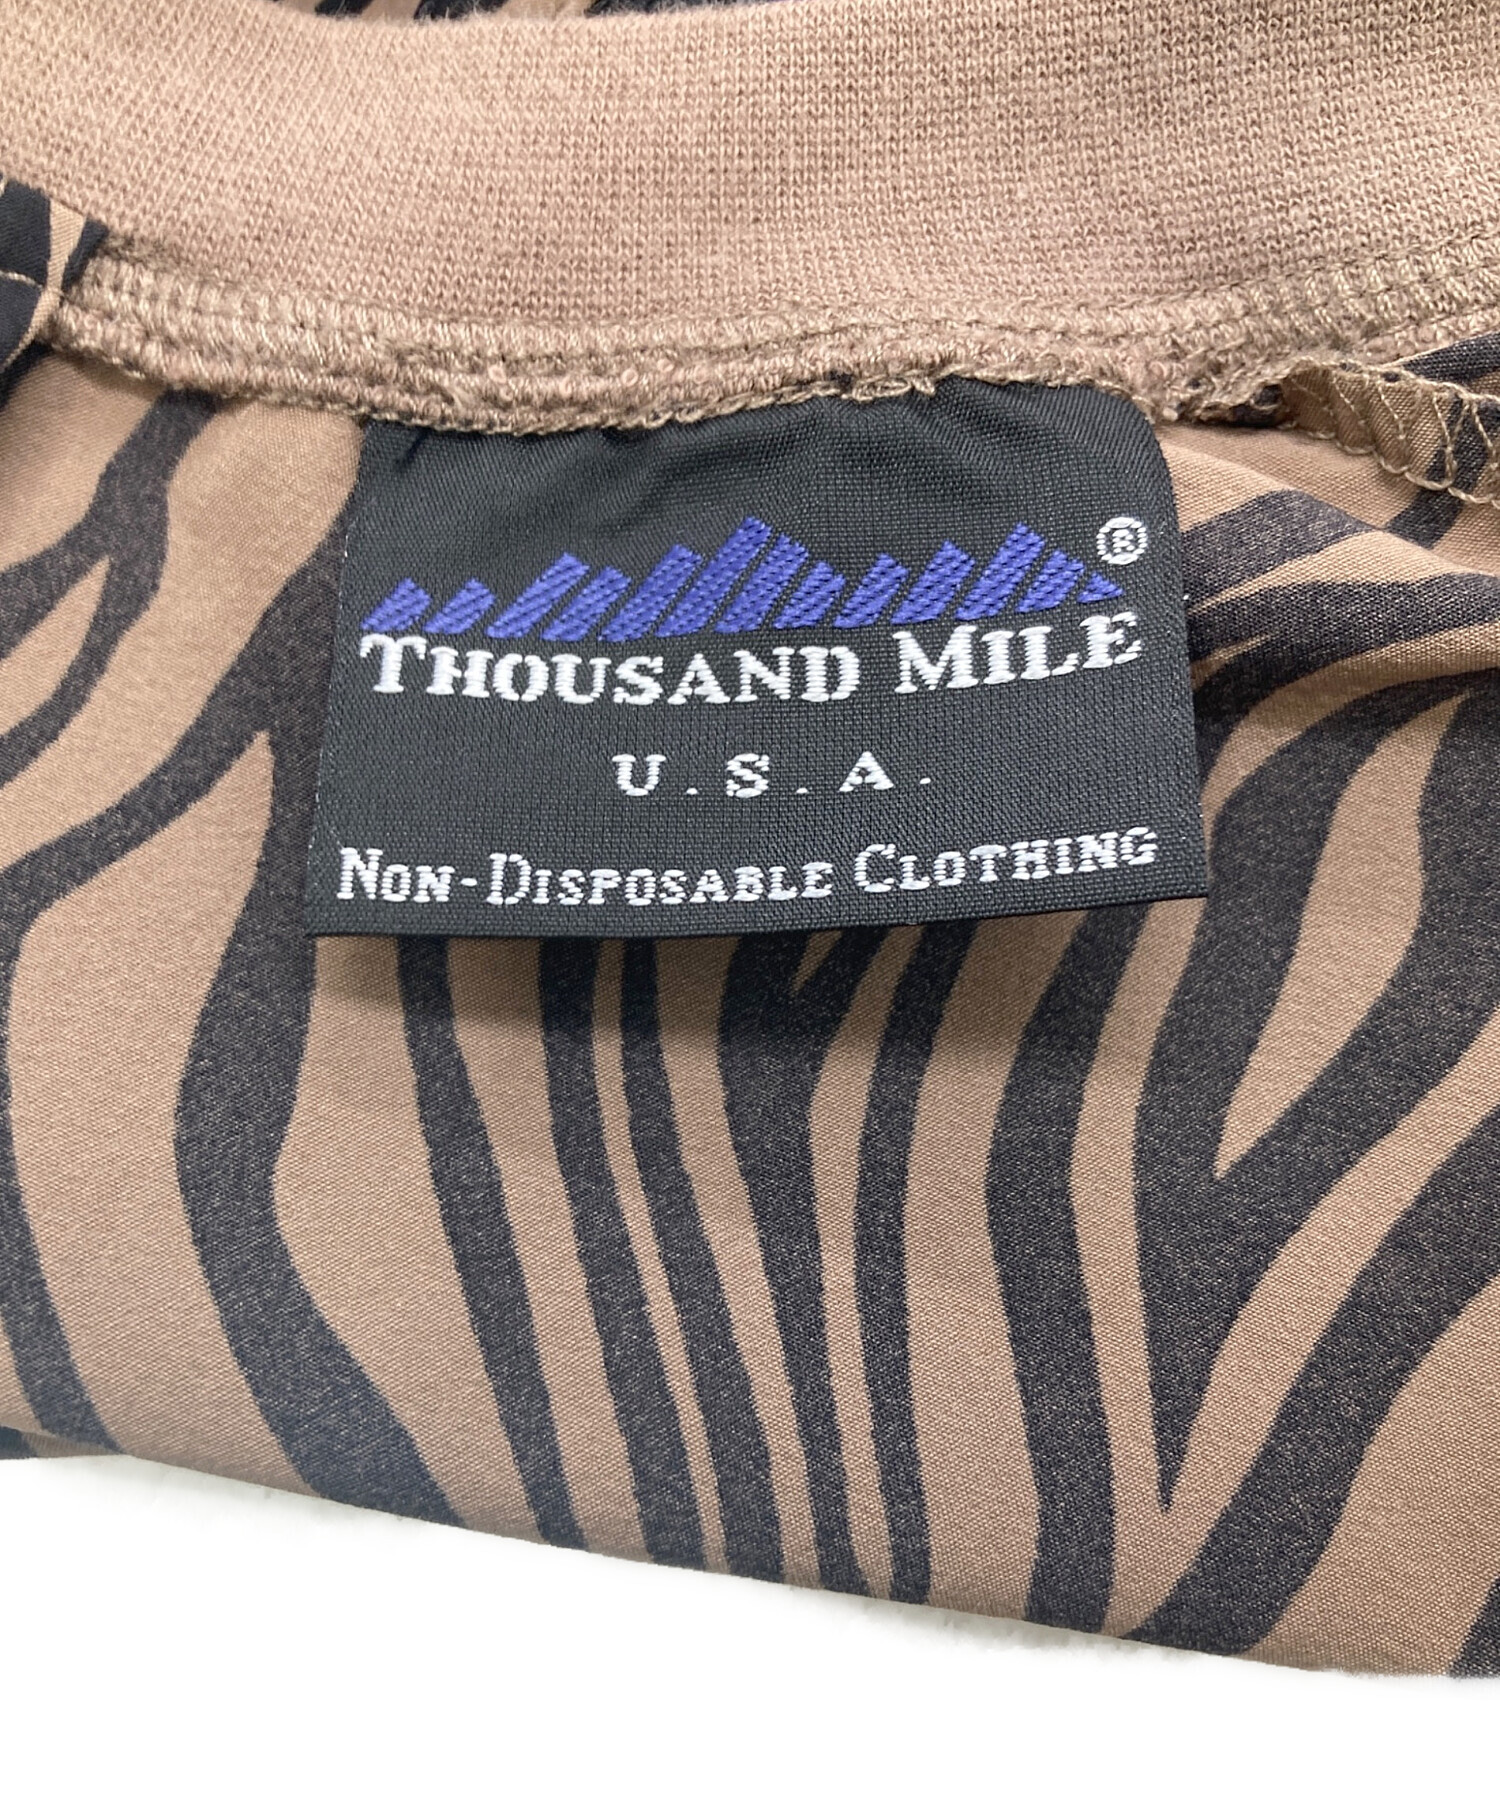 ®
THOUSAND MILE
U.S.A.
NON-DISPOSABLE CLOTHING